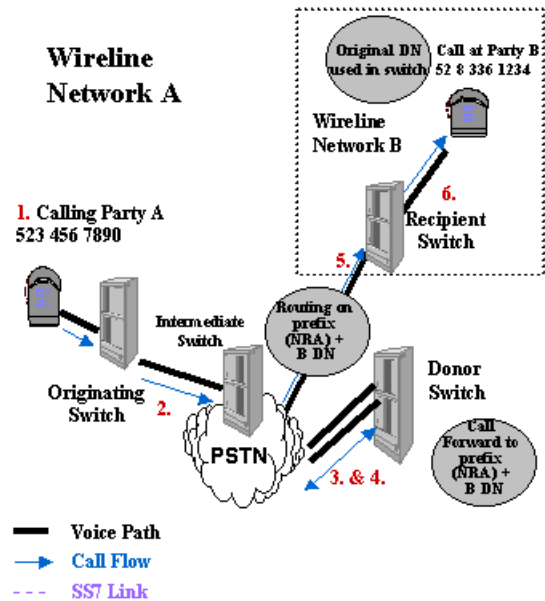 Wireline
Network A
Original DN
used in switch
Call at Party B
52 8 336 1234
Wireline
Network B
6.
Recipient
Switch
1. Calling Party A
523 456 7890
5.
Intermediate
Switch
Routing on
prefix
(NRA) +
B DN
Originating
Switch
2.
PSTN
Donor
Switch
3. & 4.
Call
Forward to
prefix
(NRA) +
B DN
Voice Path
Call Flow
SS7 Link